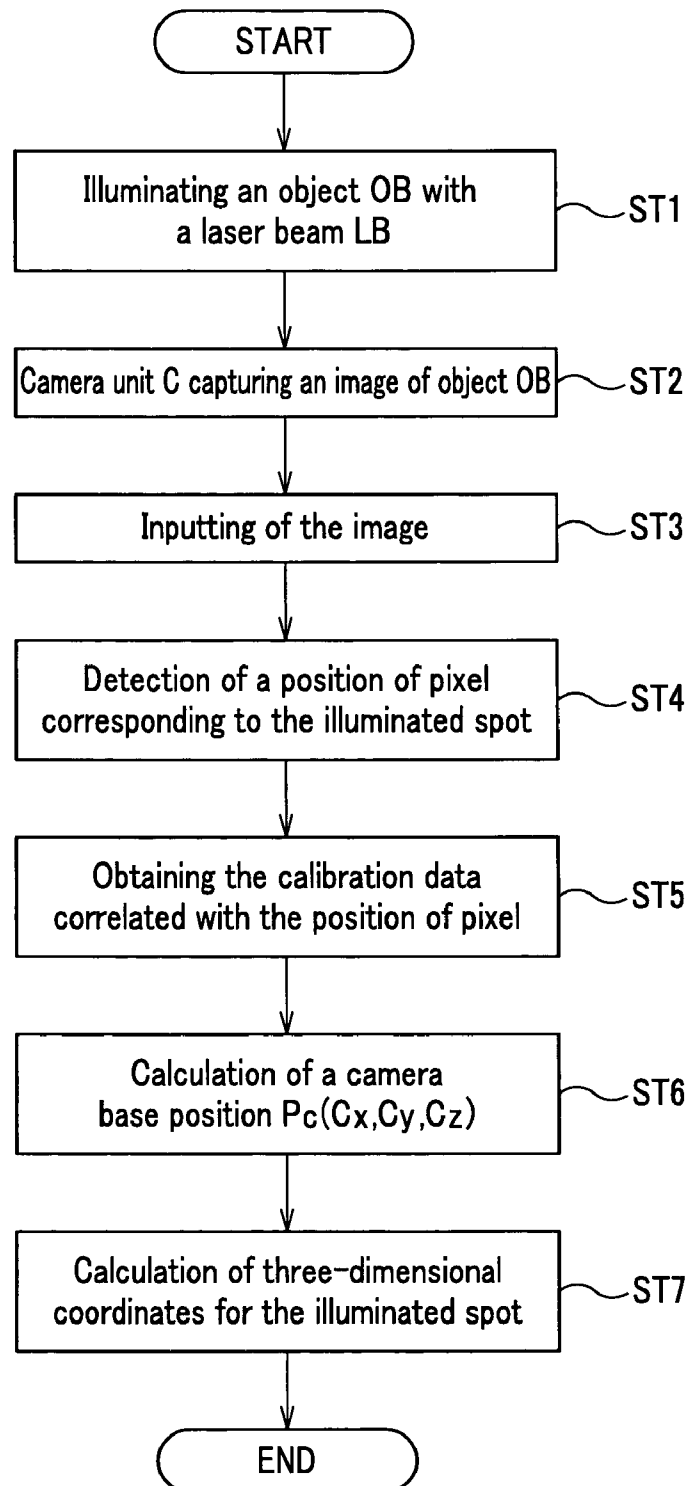 START
Illuminating an object OB with
a laser beam LB
ST1
Camera unit C capturing an image of object OB
ST2
Inputting of the image
ST3
Detection of a position of pixel
corresponding to the illuminated spot
ST4
Obtaining the calibration data
correlated with the position of pixel
ST5
Calculation of a camera
base position Pc(Cx,Cy,Cz)
ST6
Calculation of three-dimensional
coordinates for the illuminated spot
ST7
END